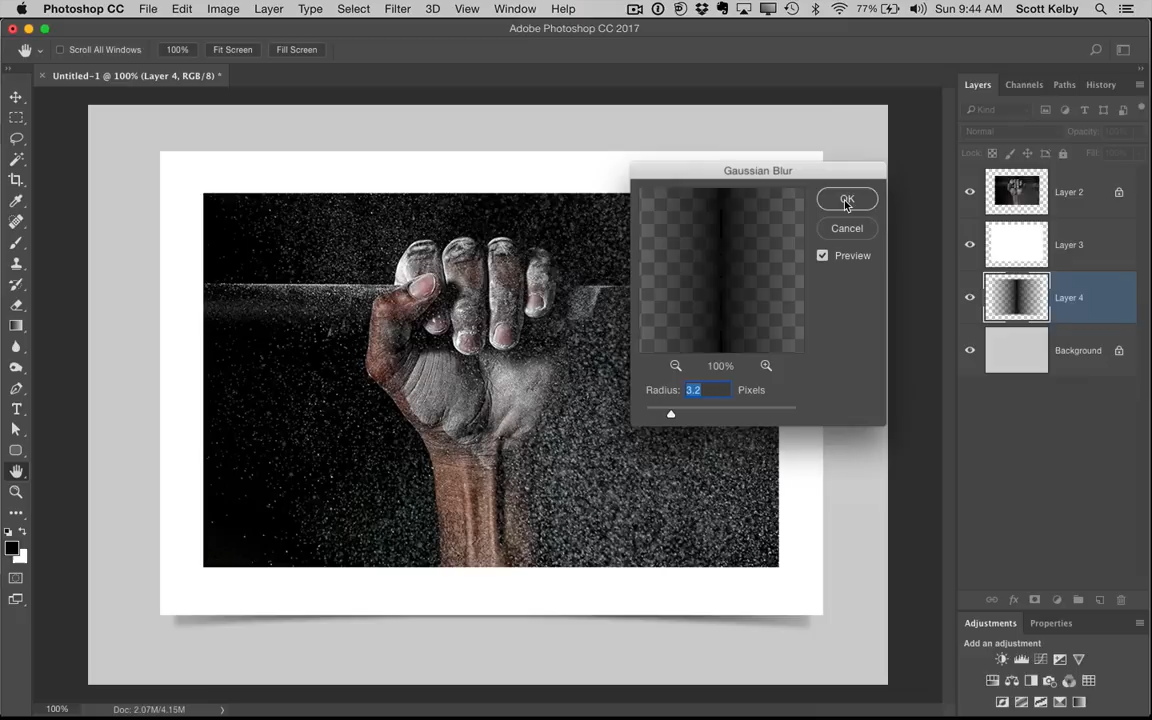 Photoshop CC File Edit Image Layer Type Select Filter 3D View Window Help 77% Sun 9:44 AM Scott Kelby
Adobe Photoshop CC 2017
Scroll All Windows 100% Fit Screen Fill Screen
× Untitled-1 @ 100% (Layer 4, RGB/8) *
Layers Channels Paths History
Kind
Normal Opacity: 100%
Lock: Fill: 100%
Gaussian Blur
OK
Cancel
Preview
100%
Radius: 3.2 Pixels
Layer 2
Layer 3
Layer 4
Background
fx
Adjustments Properties
Add an adjustment
100% Doc: 2.07M/4.15M